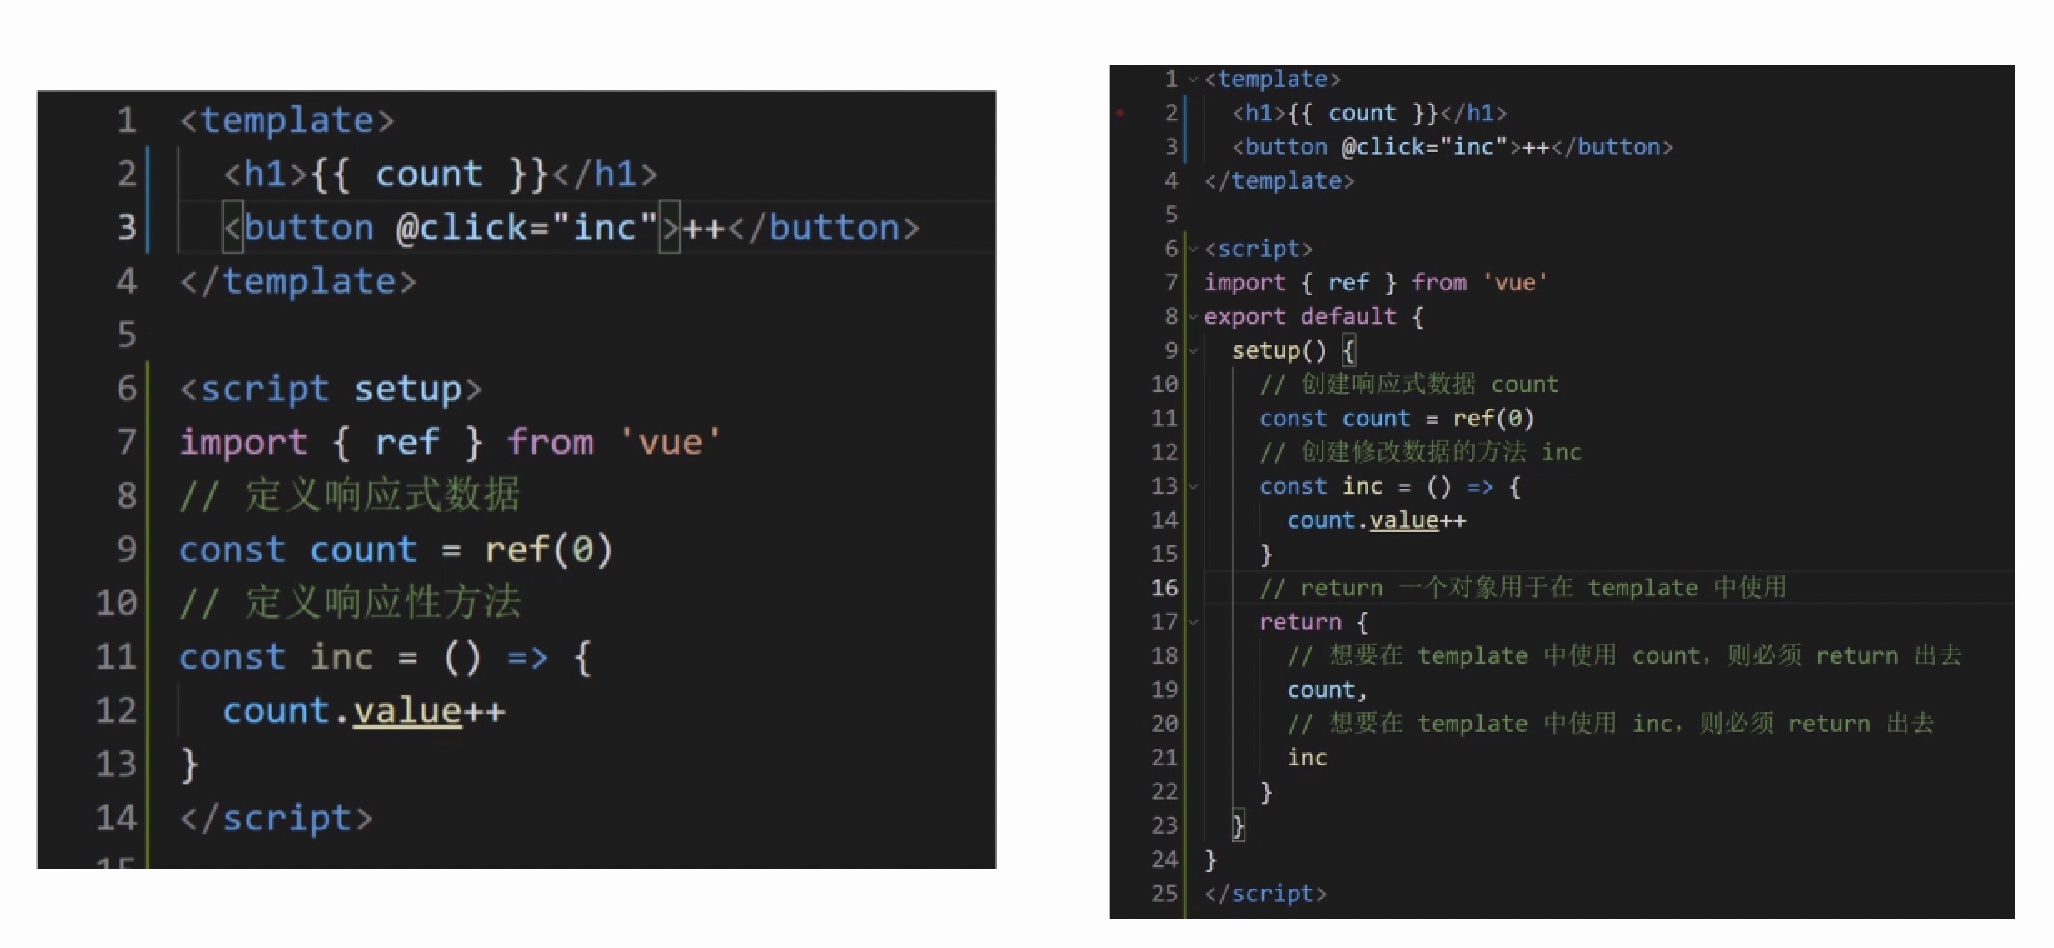 1 <template>
2 <h1>{{ count }}</h1>
3 <button @click="inc">++</button>
4 </template>
5
6 <script setup>
7 import { ref } from 'vue'
8 // 定义响应式数据
9 const count = ref(0)
10 // 定义响应性方法
11 const inc = () => {
12 count.value++
13 }
14 </script>
1 <template>
2 <h1>{{ count }}</h1>
3 <button @click="inc">++</button>
4 </template>
5
6 <script>
7 import { ref } from 'vue'
8 export default {
9 setup() {
10 // 创建响应式数据 count
11 const count = ref(0)
12 // 创建修改数据的方法 inc
13 const inc = () => {
14 count.value++
15 }
16 // return 一个对象用于在 template 中使用
17 return {
18 // 想要在 template 中使用 count，则必须 return 出去
19 count,
20 // 想要在 template 中使用 inc，则必须 return 出去
21 inc
22 }
23 }
24 }
25 </script>